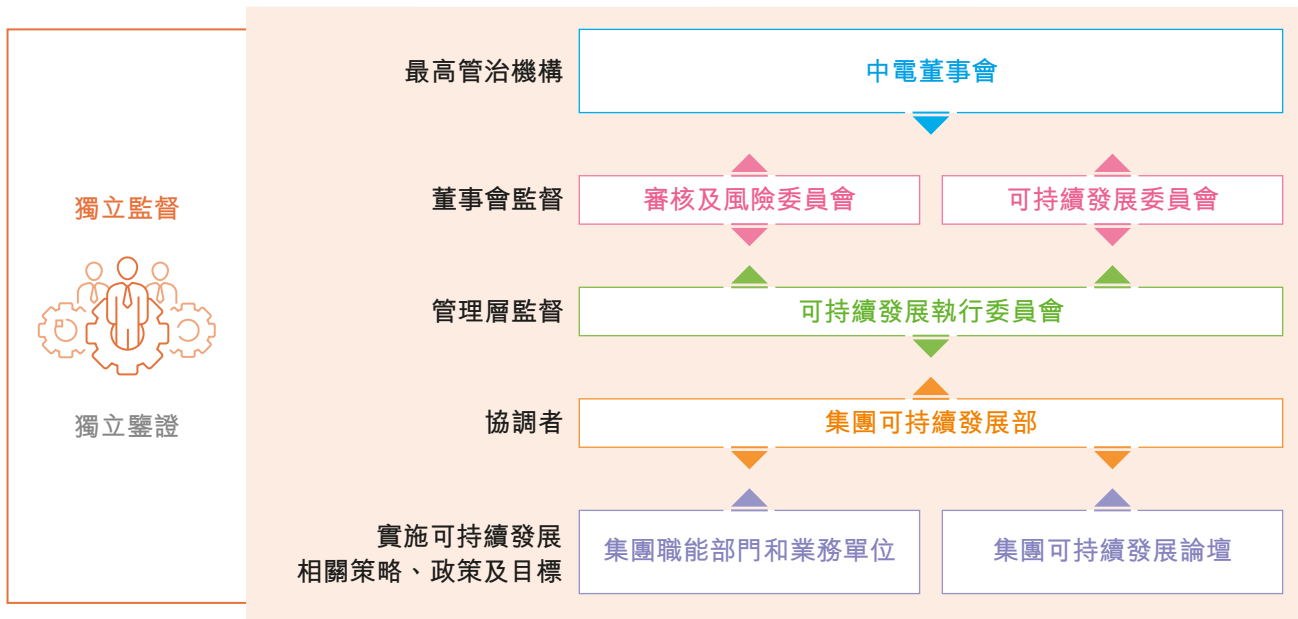 獨立監督
獨立鑒證
最高管治機構
中電董事會
董事會監督
審核及風險委員會
可持續發展委員會
管理層監督
可持續發展執行委員會
協調者
集團可持續發展部
實施可持續發展
相關策略、政策及目標
集團職能部門和業務單位
集團可持續發展論壇